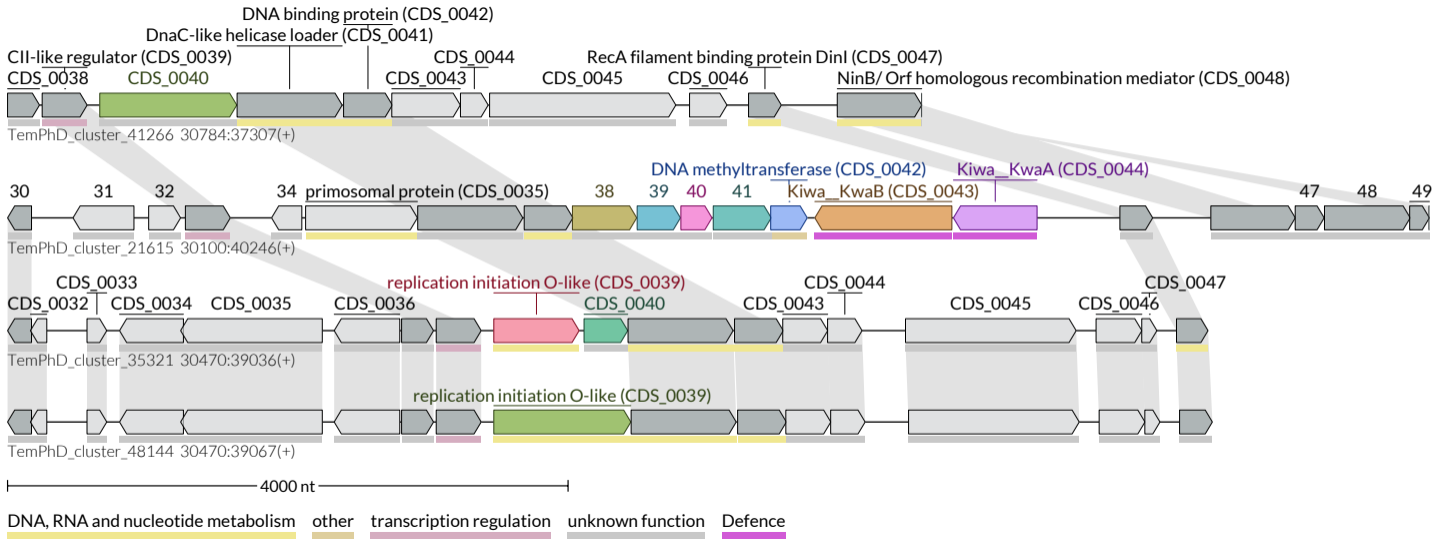 DNA binding protein (CDS_0042)
DnaC-like helicase loader (CDS_0041)
CII-like regulator (CDS_0039) CDS_0044 RecA filament binding protein DinI (CDS_0047)
CDS_0038 CDS_0040 CDS_0043 CDS_0045 CDS_0046 NinB/ Orf homologous recombination mediator (CDS_0048)
TemPhD_cluster_41266 30784:37307(+)
DNA methyltransferase (CDS_0042) Kiwa__KwaA (CDS_0044)
30 31 32 34 primosomal protein (CDS_0035) 38 39 40 41 Kiwa__KwaB (CDS_0043) 47 48 49
TemPhD_cluster_21615 30100:40246(+)
CDS_0033 replication initiation O-like (CDS_0039) CDS_0044 CDS_0047
CDS_0032 CDS_0034 CDS_0035 CDS_0036 CDS_0040 CDS_0043 CDS_0045 CDS_0046
TemPhD_cluster_35321 30470:39036(+)
replication initiation O-like (CDS_0039)
TemPhD_cluster_48144 30470:39067(+)
4000 nt
DNA, RNA and nucleotide metabolism other transcription regulation unknown function Defence